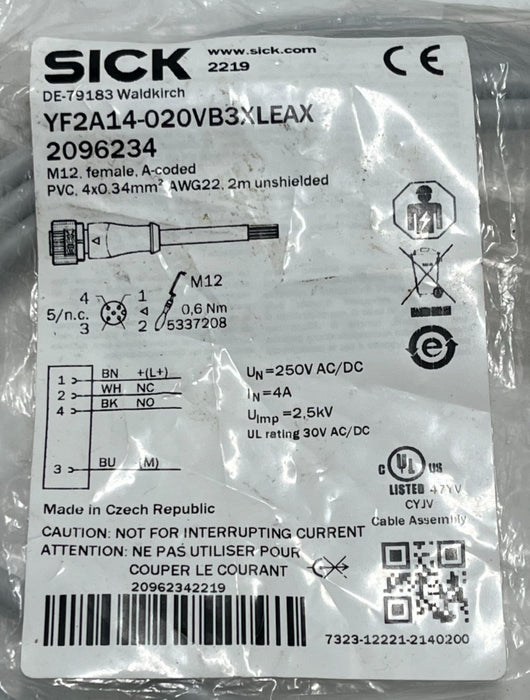 SICK
www.sick.com
2219
CE
DE-79183 Waldkirch
YF2A14-020VB3XLEAX
2096234
M12, female, A-coded
PVC, 4x0.34mm² AWG22, 2m unshielded
M12
4 1
5/n.c. 0,6 Nm
3 2 5337208
1 BN +(L+)
2 WH NC
4 BK NO
3 BU (M)
UN=250V AC/DC
IN=4A
Uimp=2,5kV
UL rating 30V AC/DC
e
C UL US
LISTED 47YV
CYJV
Cable Assembly
Made in Czech Republic
CAUTION: NOT FOR INTERRUPTING CURRENT
ATTENTION: NE PAS UTILISER POUR
COUPER LE COURANT
20962342219
7323-12221-2140200